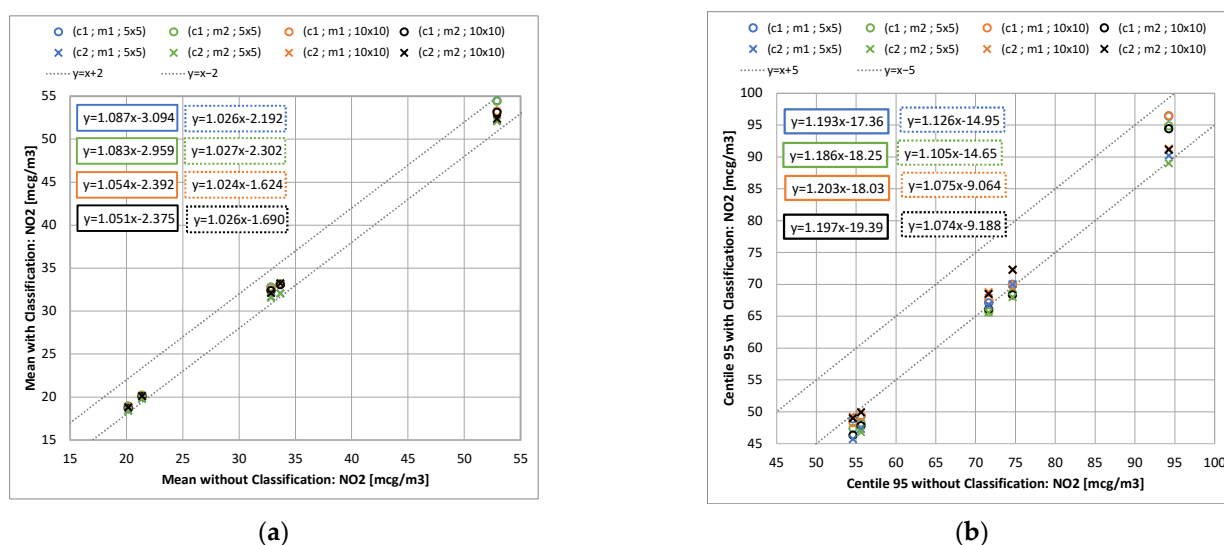 (c1 ; m1 ; 5x5) (c1 ; m2 ; 5x5) (c1 ; m1 ; 10x10) (c1 ; m2 ; 10x10)
(c2 ; m1 ; 5x5) (c2 ; m2 ; 5x5) (c2 ; m1 ; 10x10) (c2 ; m2 ; 10x10)
y=x+2 y=x−2
55
50
45
40
35
30
25
20
15
Mean with Classification: NO2 [mcg/m3]
y=1.087x-3.094 y=1.026x-2.192
y=1.083x-2.959 y=1.027x-2.302
y=1.054x-2.392 y=1.024x-1.624
y=1.051x-2.375 y=1.026x-1.690
15 20 25 30 35 40 45 50 55
Mean without Classification: NO2 [mcg/m3]
(a)
(c1 ; m1 ; 5x5) (c1 ; m2 ; 5x5) (c1 ; m1 ; 10x10) (c1 ; m2 ; 10x10)
(c2 ; m1 ; 5x5) (c2 ; m2 ; 5x5) (c2 ; m1 ; 10x10) (c2 ; m2 ; 10x10)
y=x+5 y=x−5
100
95
90
85
80
75
70
65
60
55
50
45
Centile 95 with Classification: NO2 [mcg/m3]
y=1.193x-17.36 y=1.126x-14.95
y=1.186x-18.25 y=1.105x-14.65
y=1.203x-18.03 y=1.075x-9.064
y=1.197x-19.39 y=1.074x-9.188
45 50 55 60 65 70 75 80 85 90 95 100
Centile 95 without Classification: NO2 [mcg/m3]
(b)